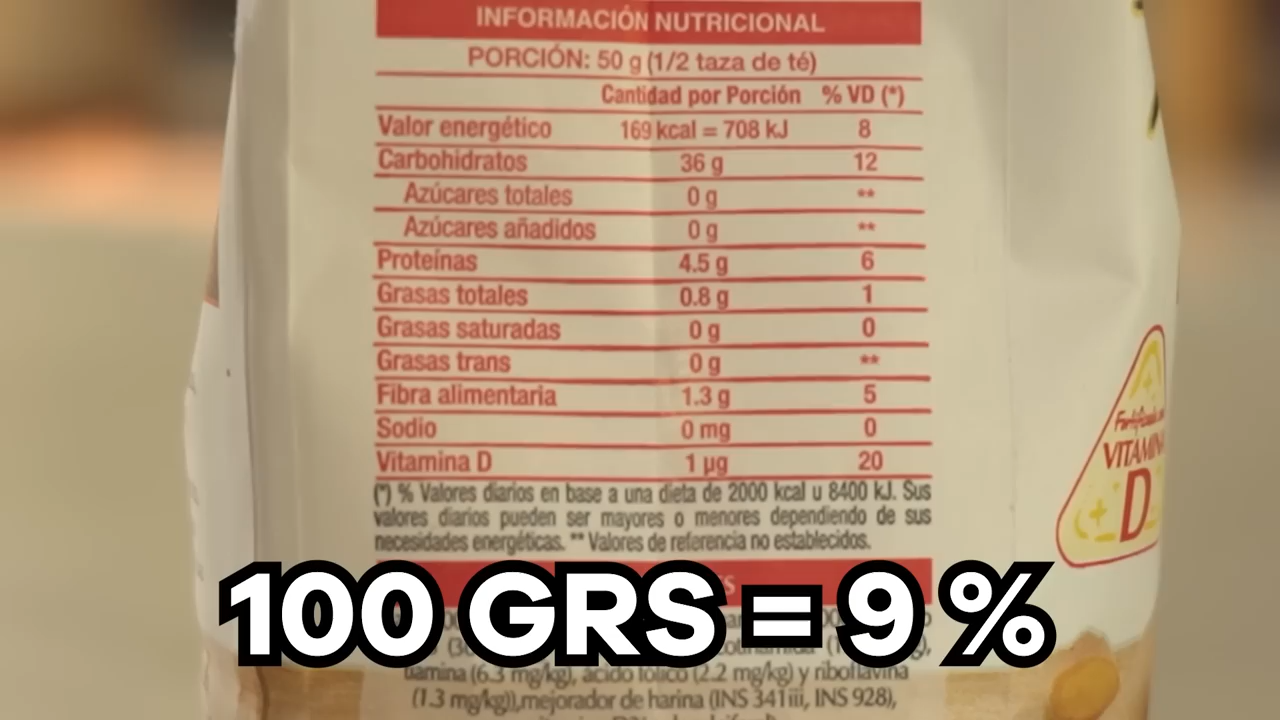 INFORMACIÓN NUTRICIONAL
PORCIÓN: 50 g (1/2 taza de té)
Cantidad por Porción % VD (*)
Valor energético 169 kcal = 708 kJ 8
Carbohidratos 36 g 12
Azúcares totales 0 g **
Azúcares añadidos 0 g **
Proteínas 4.5 g 6
Grasas totales 0.8 g 1
Grasas saturadas 0 g 0
Grasas trans 0 g **
Fibra alimentaria 1.3 g 5
Sodio 0 mg 0
Vitamina D 1 µg 20
(*) % Valores diarios en base a una dieta de 2000 kcal u 8400 kJ. Sus
valores diarios pueden ser mayores o menores dependiendo de sus
necesidades energéticas. ** Valores de referencia no establecidos.
VITAMINA
D
100 GRS = 9 %
tiamina (6.3 mg/kg), ácido fólico (2.2 mg/kg) y riboflavina
(1.3 mg/kg)),mejorador de harina (INS 341iii, INS 928),